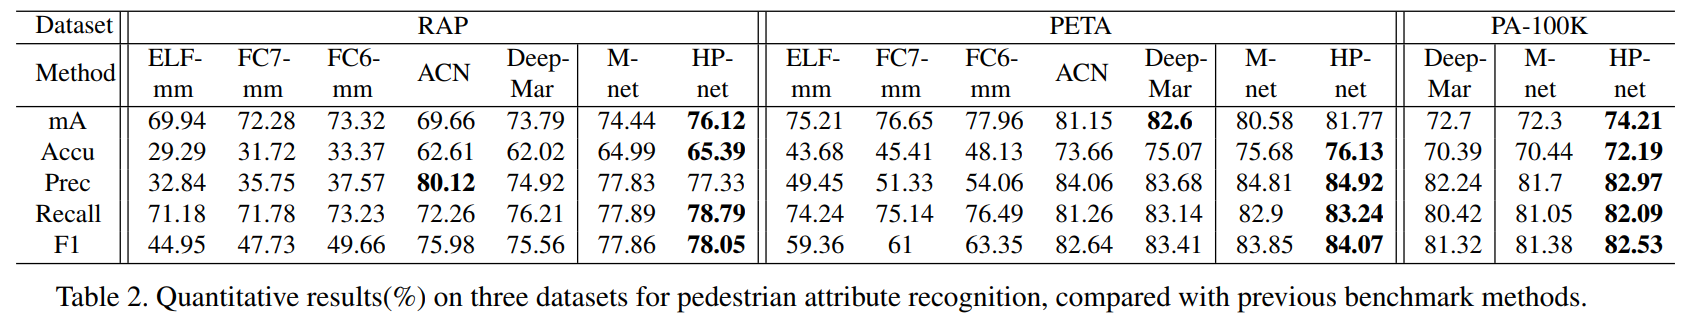 Dataset RAP PETA PA-100K
Method ELF-mm FC7-mm FC6-mm ACN Deep-Mar M-net HP-net ELF-mm FC7-mm FC6-mm ACN Deep-Mar M-net HP-net Deep-Mar M-net HP-net
mA 69.94 72.28 73.32 69.66 73.79 74.44 76.12 75.21 76.65 77.96 81.15 82.6 80.58 81.77 72.7 72.3 74.21
Accu 29.29 31.72 33.37 62.61 62.02 64.99 65.39 43.68 45.41 48.13 73.66 75.07 75.68 76.13 70.39 70.44 72.19
Prec 32.84 35.75 37.57 80.12 74.92 77.83 77.33 49.45 51.33 54.06 84.06 83.68 84.81 84.92 82.24 81.7 82.97
Recall 71.18 71.78 73.23 72.26 76.21 77.89 78.79 74.24 75.14 76.49 81.26 83.14 82.9 83.24 80.42 81.05 82.09
F1 44.95 47.73 49.66 75.98 75.56 77.86 78.05 59.36 61 63.35 82.64 83.41 83.85 84.07 81.32 81.38 82.53
Table 2. Quantitative results(%) on three datasets for pedestrian attribute recognition, compared with previous benchmark methods.